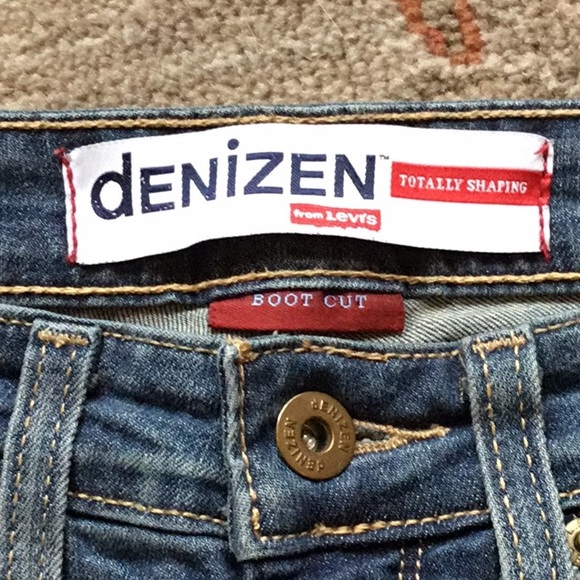 dENiZEN™
TOTALLY SHAPING
from Levi's
BOOT CUT
DENIZEN
DENIZEN